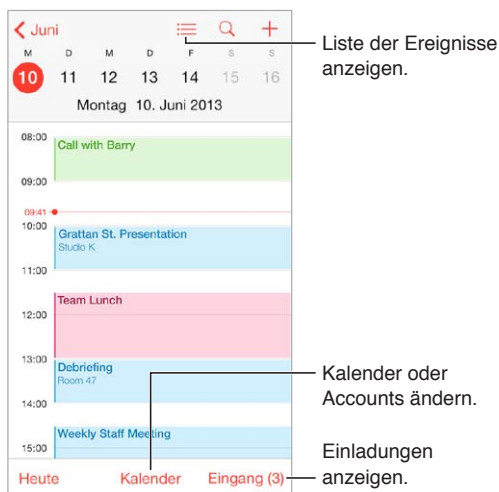 Juni
M D M D F S S
10 11 12 13 14 15 16
Montag 10. Juni 2013
Liste der Ereignisse
anzeigen.
08:00
Call with Barry
09:00
09:41
10:00
Grattan St. Presentation
Studio K
11:00
Team Lunch
12:00
13:00
Debriefing
Room 47
14:00
Weekly Staff Meeting
15:00
Kalender oder
Accounts ändern.
Heute Kalender Eingang (3)
Einladungen
anzeigen.